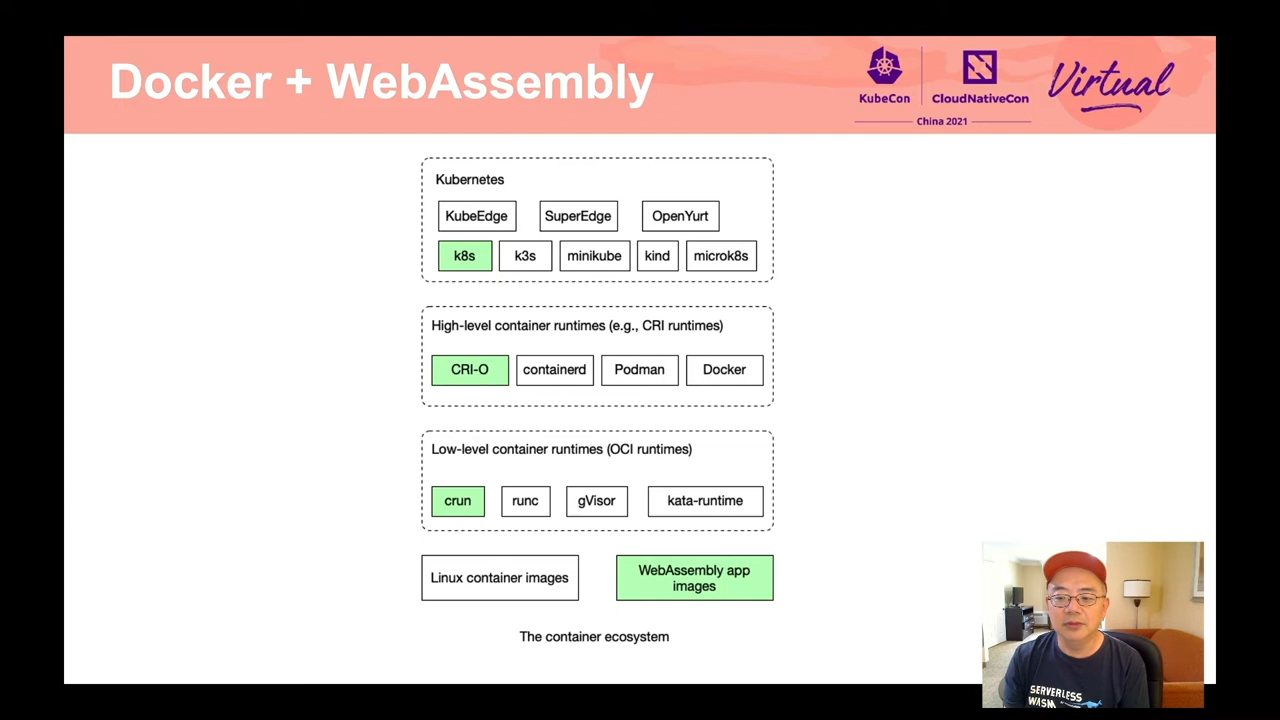 Docker + WebAssembly
KubeCon
CloudNativeCon
Virtual
China 2021
Kubernetes
KubeEdge
SuperEdge
OpenYurt
k8s
k3s
minikube
kind
microk8s
High-level container runtimes (e.g., CRI runtimes)
CRI-O
containerd
Podman
Docker
Low-level container runtimes (OCI runtimes)
crun
runc
gVisor
kata-runtime
Linux container images
WebAssembly app
images
The container ecosystem
SERVERLESS
WASM